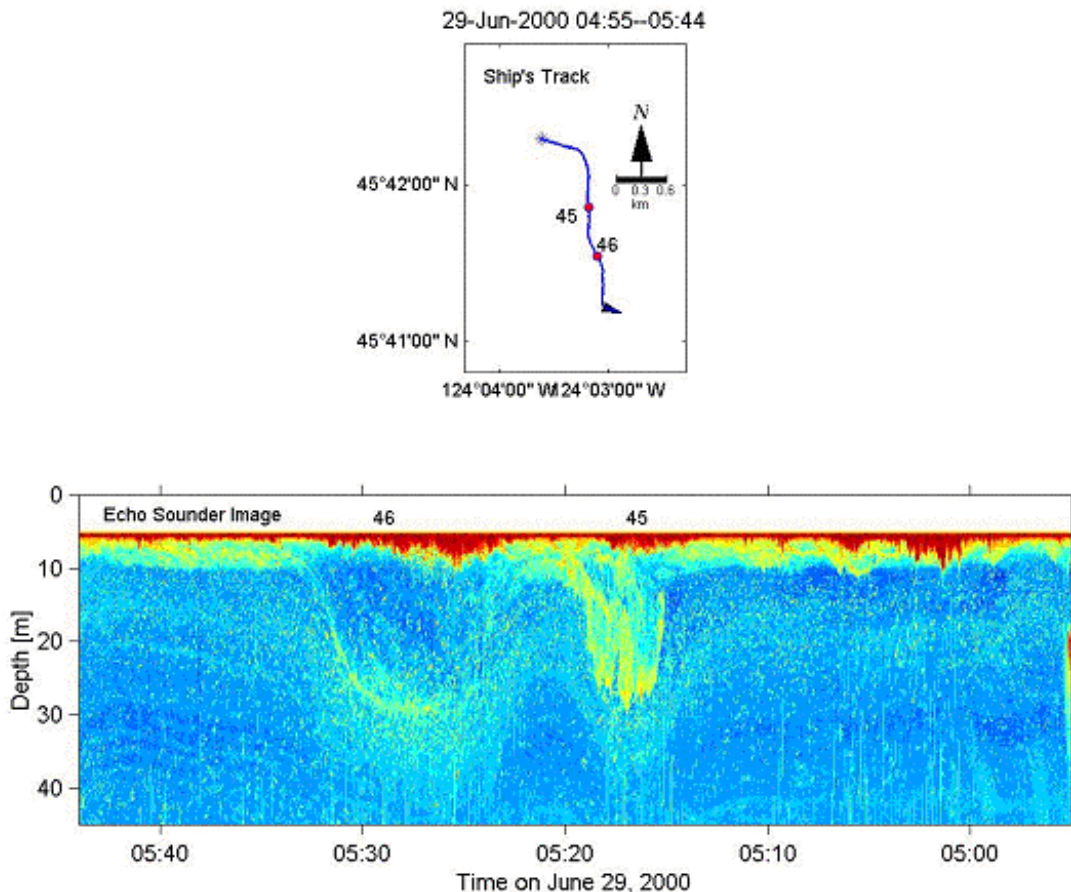 29-Jun-2000 04:55--05:44
Ship's Track
N
45°42'00" N
0 0.3 0.6
km
45
46
45°41'00" N
124°04'00" W 124°03'00" W
0
Echo Sounder Image 46 45
10
20
30
40
Depth [m]
05:40 05:30 05:20 05:10 05:00
Time on June 29, 2000